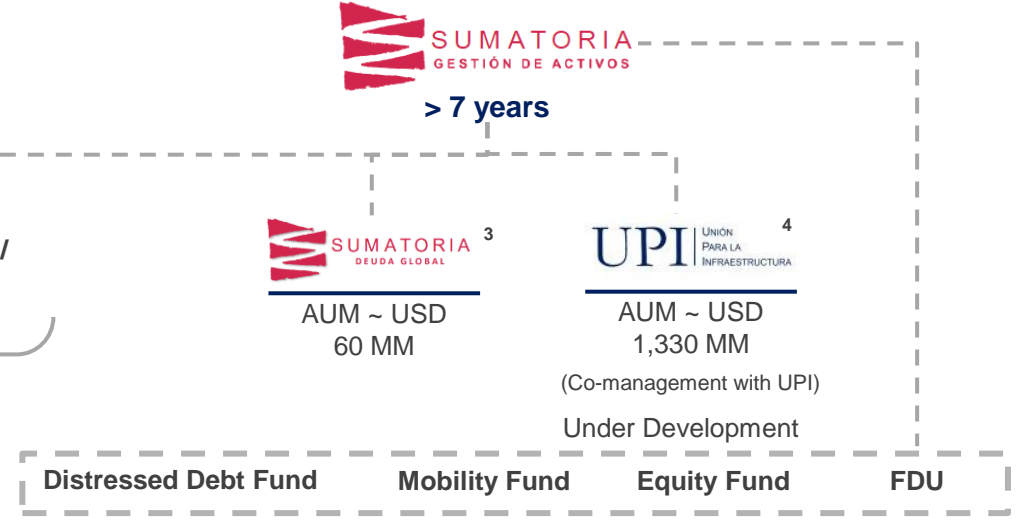 SUMATORIA
GESTIÓN DE ACTIVOS
> 7 years
/
SUMATORIA 3
DEUDA GLOBAL
AUM ~ USD
60 MM
UPI UNIÓN
PARA LA
INFRAESTRUCTURA
4
AUM ~ USD
1,330 MM
(Co-management with UPI)
Under Development
Distressed Debt Fund Mobility Fund Equity Fund FDU